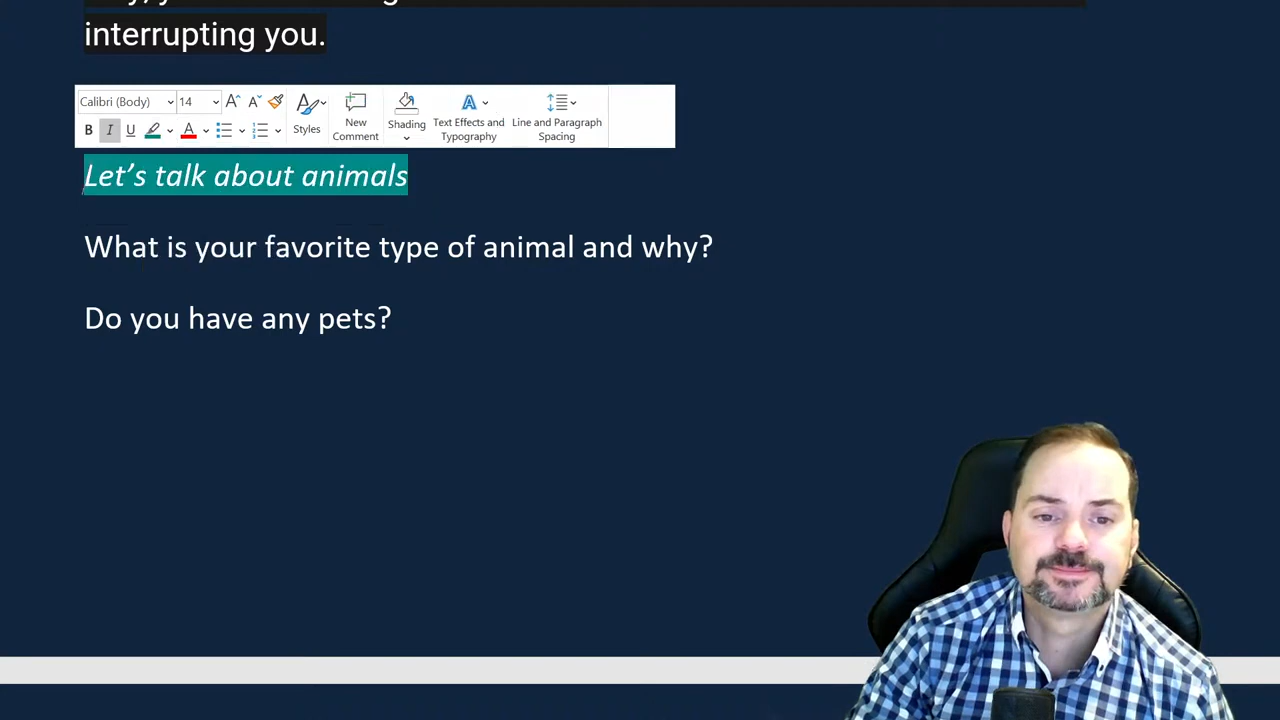 interrupting you.
Calibri (Body) 14
B I U A Styles New Comment Shading Text Effects and Typography Line and Paragraph Spacing
Let's talk about animals
What is your favorite type of animal and why?
Do you have any pets?